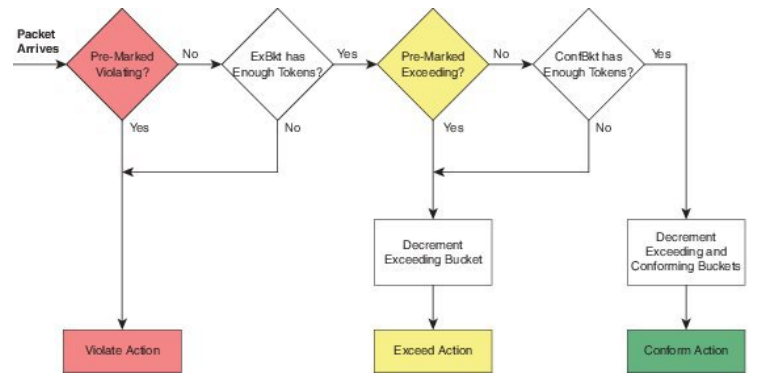 Packet
Arrives
Pre-Marked
Violating?
No
ExBkt has
Enough Tokens?
Yes
Pre-Marked
Exceeding?
No
ConfBkt has
Enough Tokens?
Yes
Yes
No
Yes
No
Decrement
Exceeding Bucket
Decrement
Exceeding and
Conforming Buckets
Violate Action
Exceed Action
Conform Action